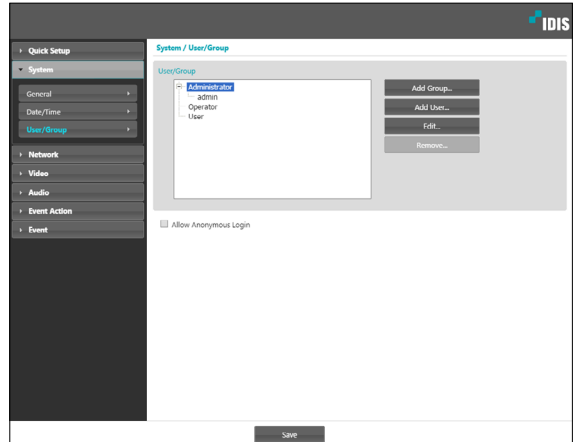 IDIS
Quick Setup
System
General
Date/Time
User/Group
Network
Video
Audio
Event Action
Event
System / User/Group
User/Group
Administrator
admin
Operator
User
Add Group...
Add User...
Edit...
Remove...
Allow Anonymous Login
Save